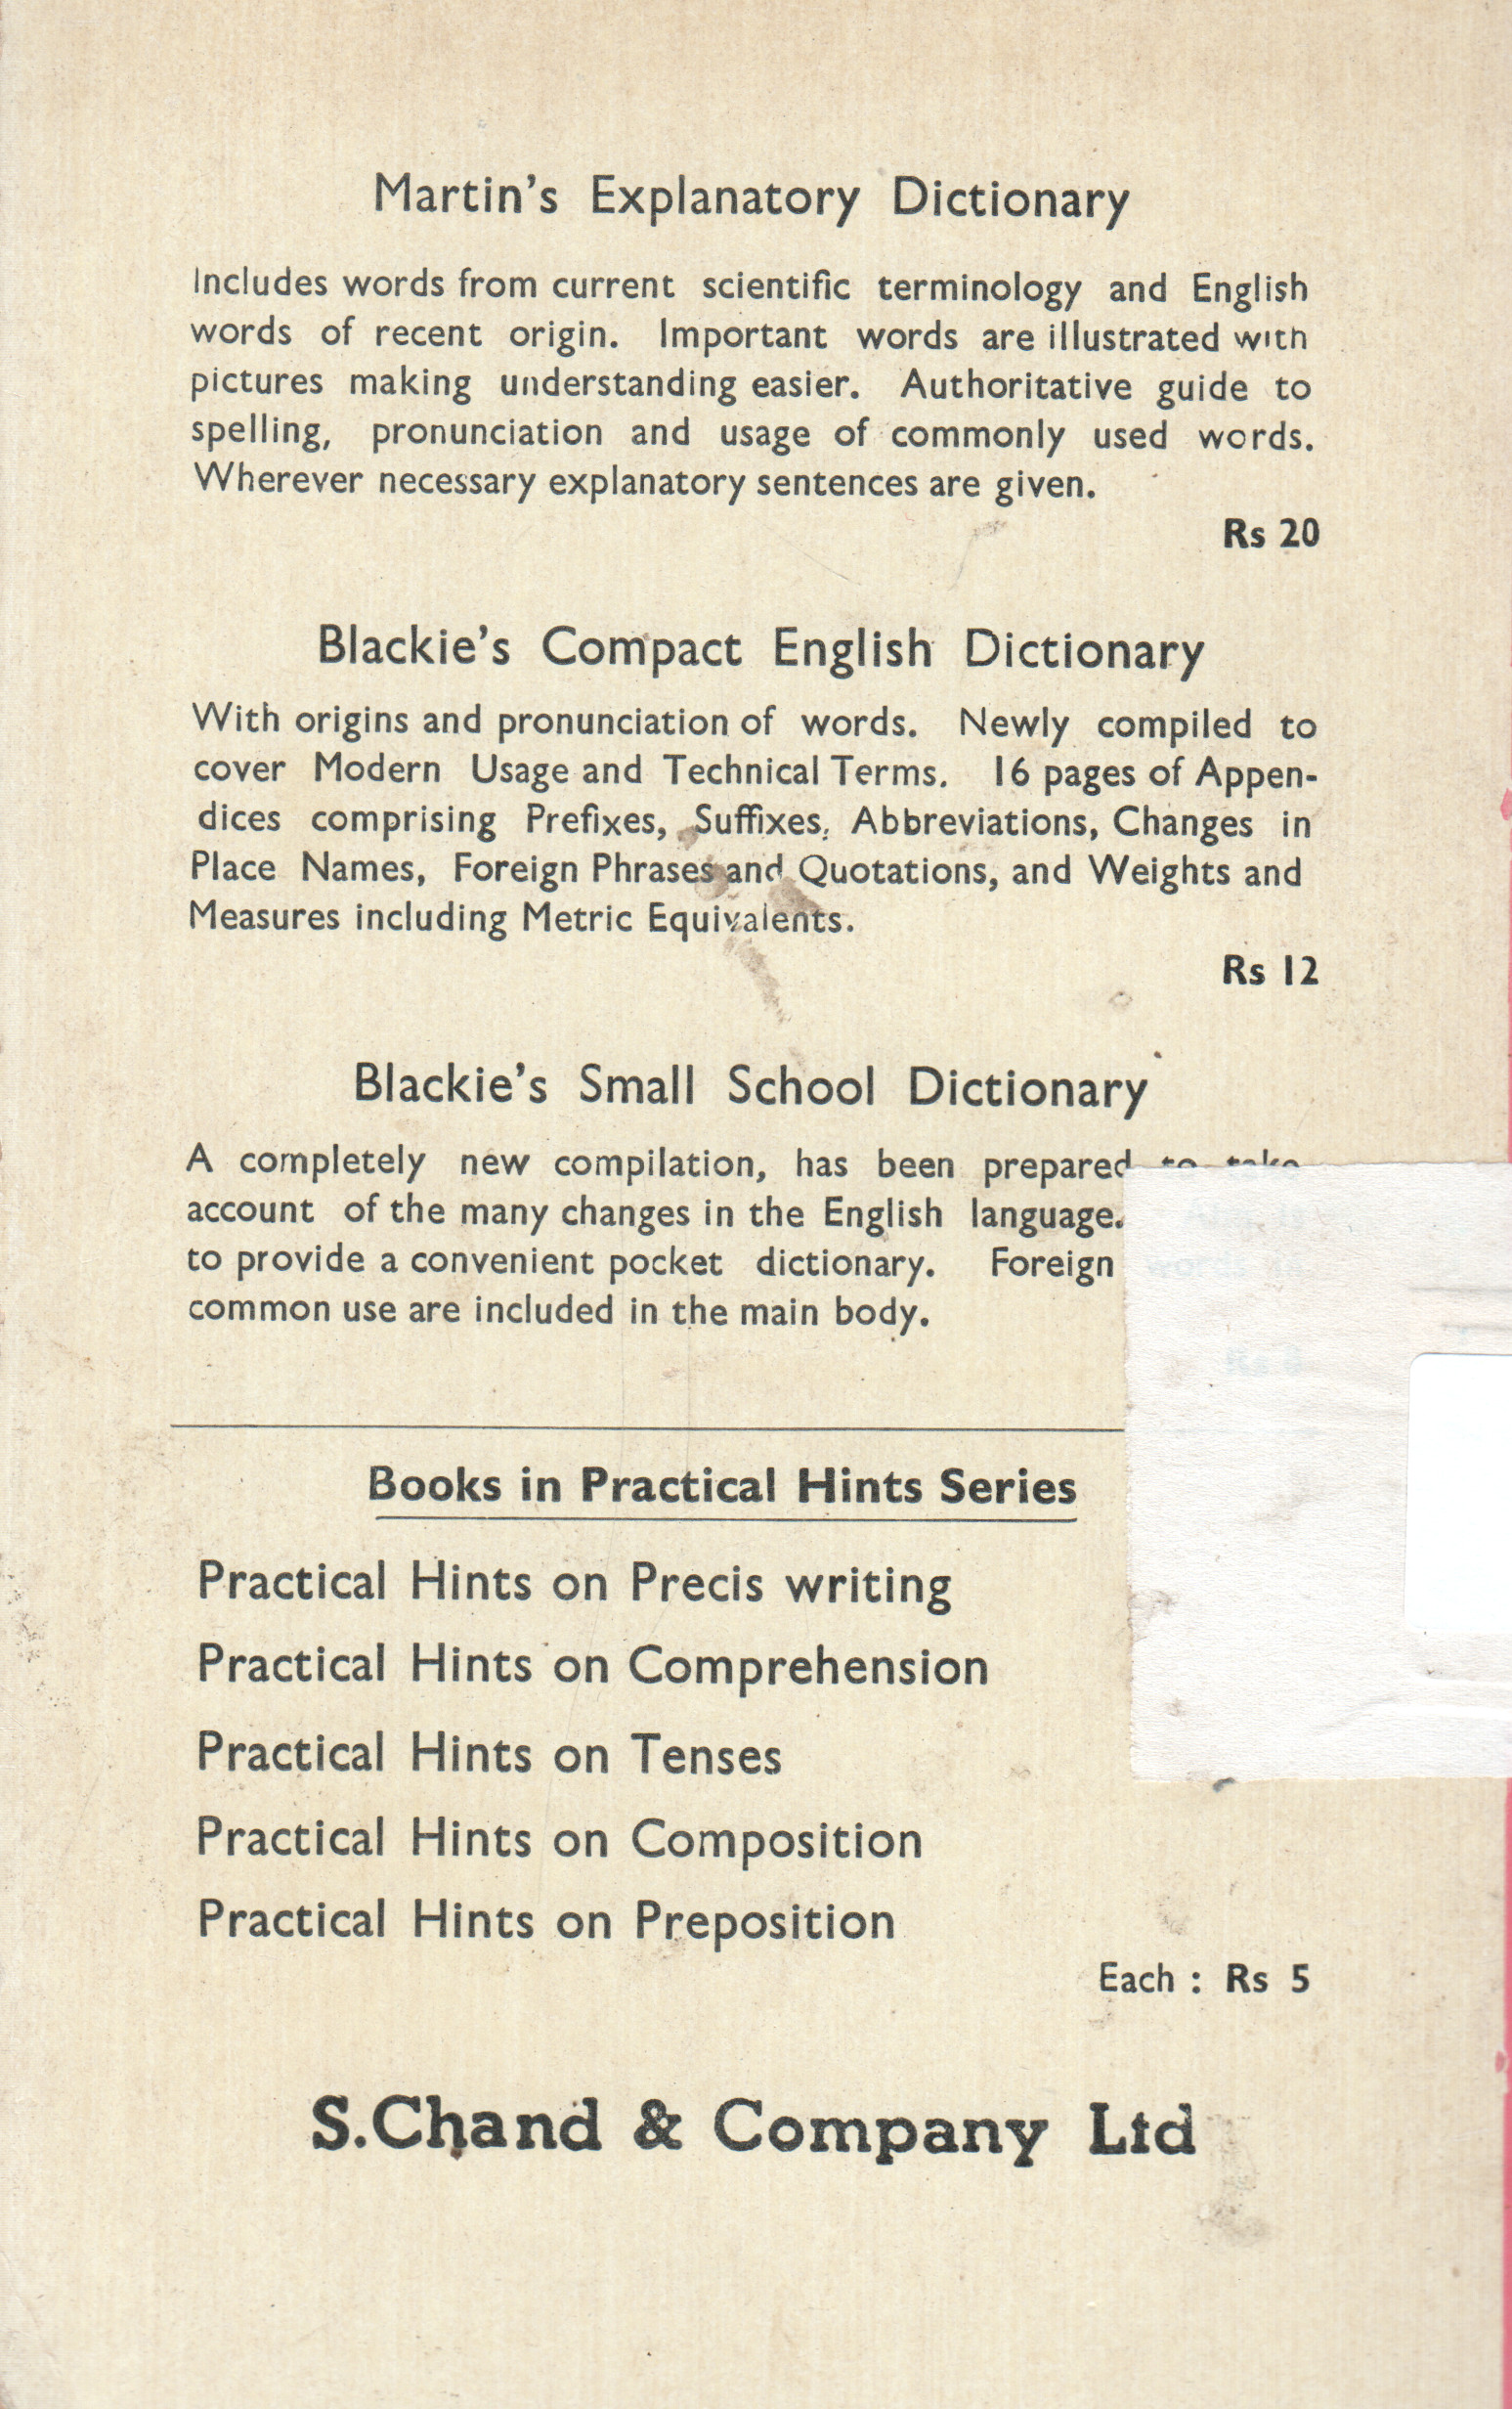 Martin's Explanatory Dictionary
Includes words from current scientific terminology and English
words of recent origin. Important words are illustrated with
pictures making understanding easier. Authoritative guide to
spelling, pronunciation and usage of commonly used words.
Wherever necessary explanatory sentences are given.
Rs 20
Blackie's Compact English Dictionary
With origins and pronunciation of words. Newly compiled to
cover Modern Usage and Technical Terms. 16 pages of Appen-
dices comprising Prefixes, Suffixes, Abbreviations, Changes in
Place Names, Foreign Phrases and Quotations, and Weights and
Measures including Metric Equivalents.
Rs 12
Blackie's Small School Dictionary
A completely new compilation, has been prepared to take
account of the many changes in the English language.
to provide a convenient pocket dictionary. Foreign words
common use are included in the main body.
Books in Practical Hints Series
Practical Hints on Precis writing
Practical Hints on Comprehension
Practical Hints on Tenses
Practical Hints on Composition
Practical Hints on Preposition
Each : Rs 5
S.Chand & Company Ltd